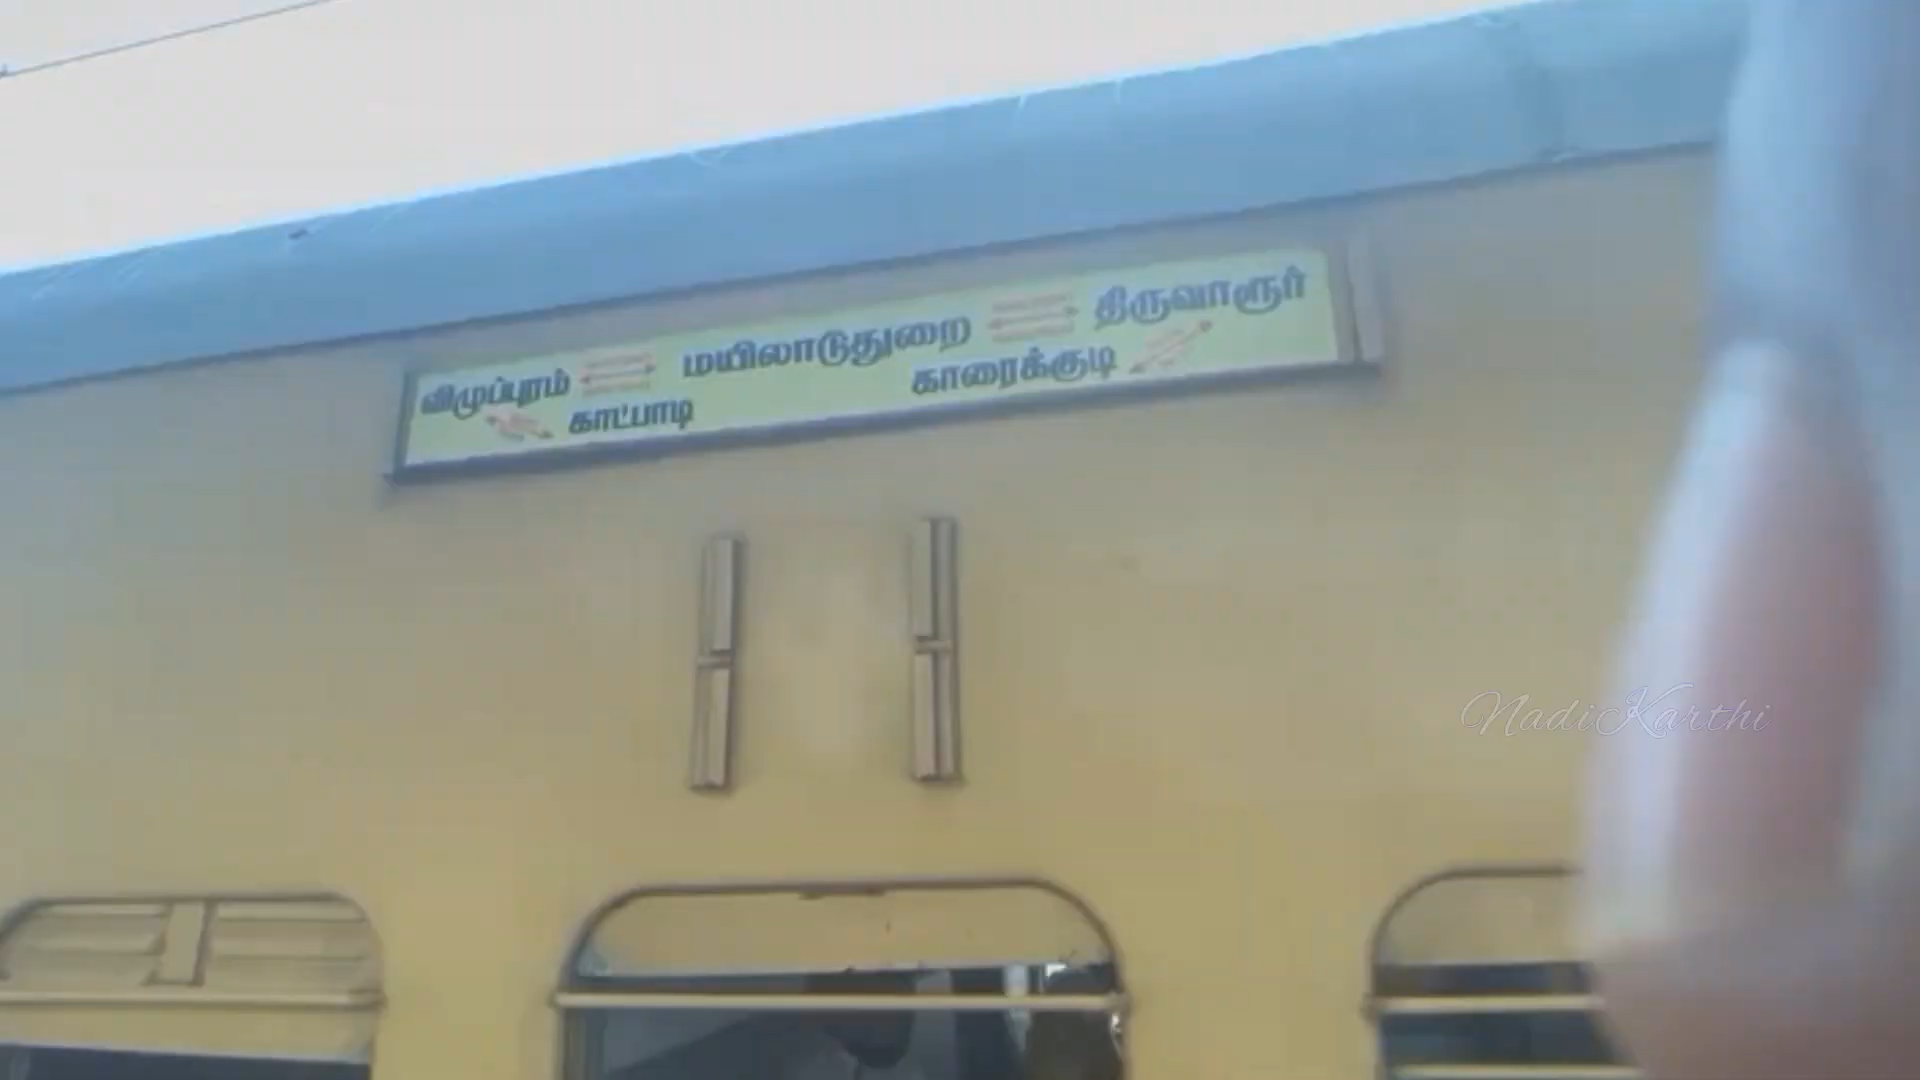 விழுப்புரம் மயிலாடுதுறை திருவாரூர்
காட்பாடி காரைக்குடி
NadiKarthi